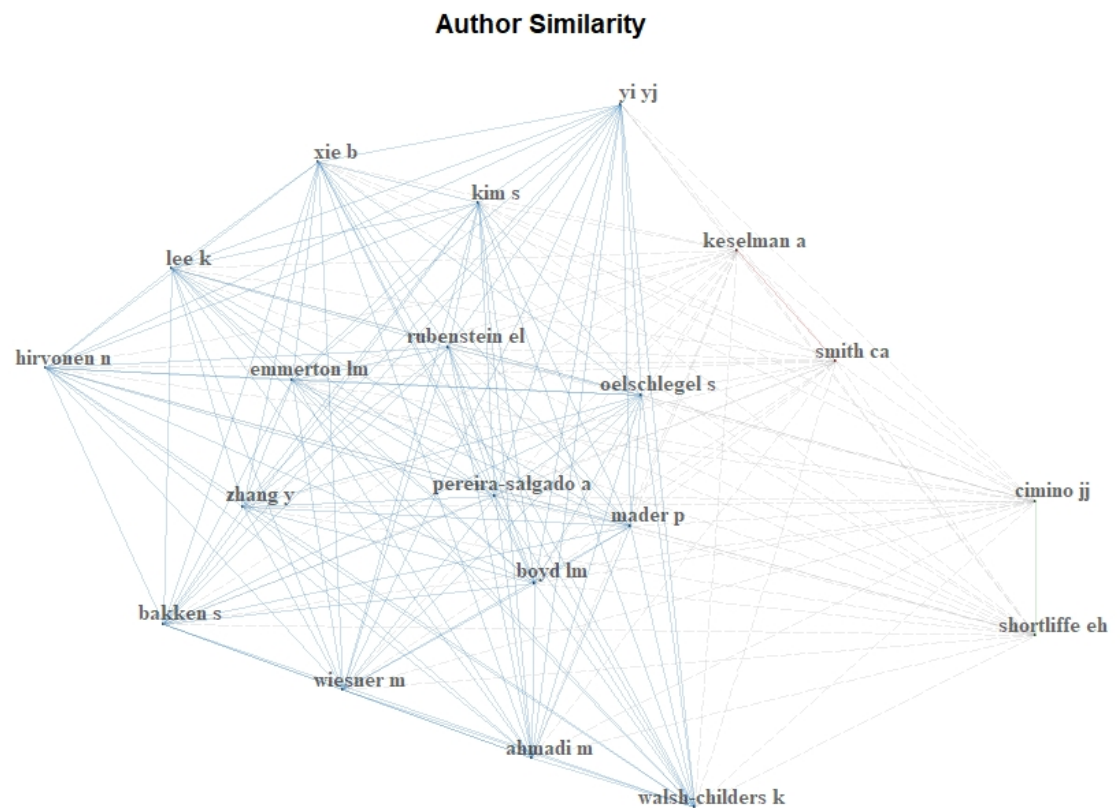 Author Similarity
yi yj
xie b
kim s
keselman a
lee k
rubenstein el
smith ca
hirvonen n
emmerton lm
oelschlegel s
pereira-salgado a
cimino jj
zhang y
mader p
boyd lm
bakken s
shortliffe eh
wiesner m
ahmadi m
walsh-childers k